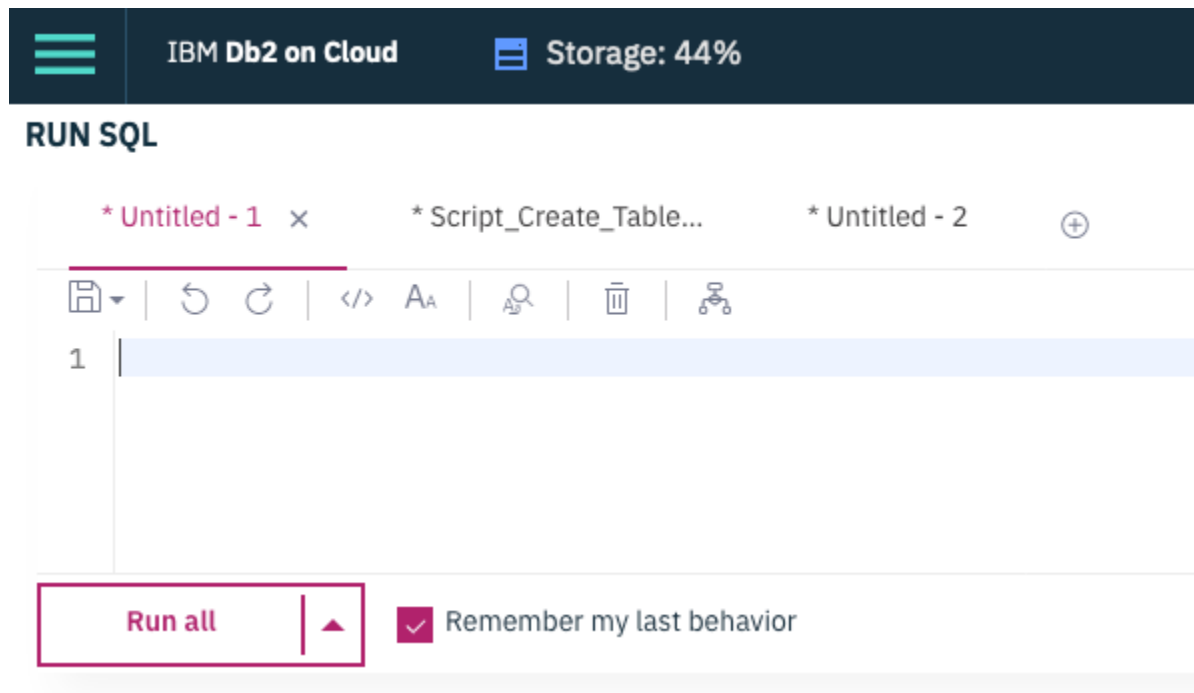 IBM Db2 on Cloud Storage: 44%
RUN SQL
* Untitled - 1 × * Script_Create_Table... * Untitled - 2
1
Run all Remember my last behavior